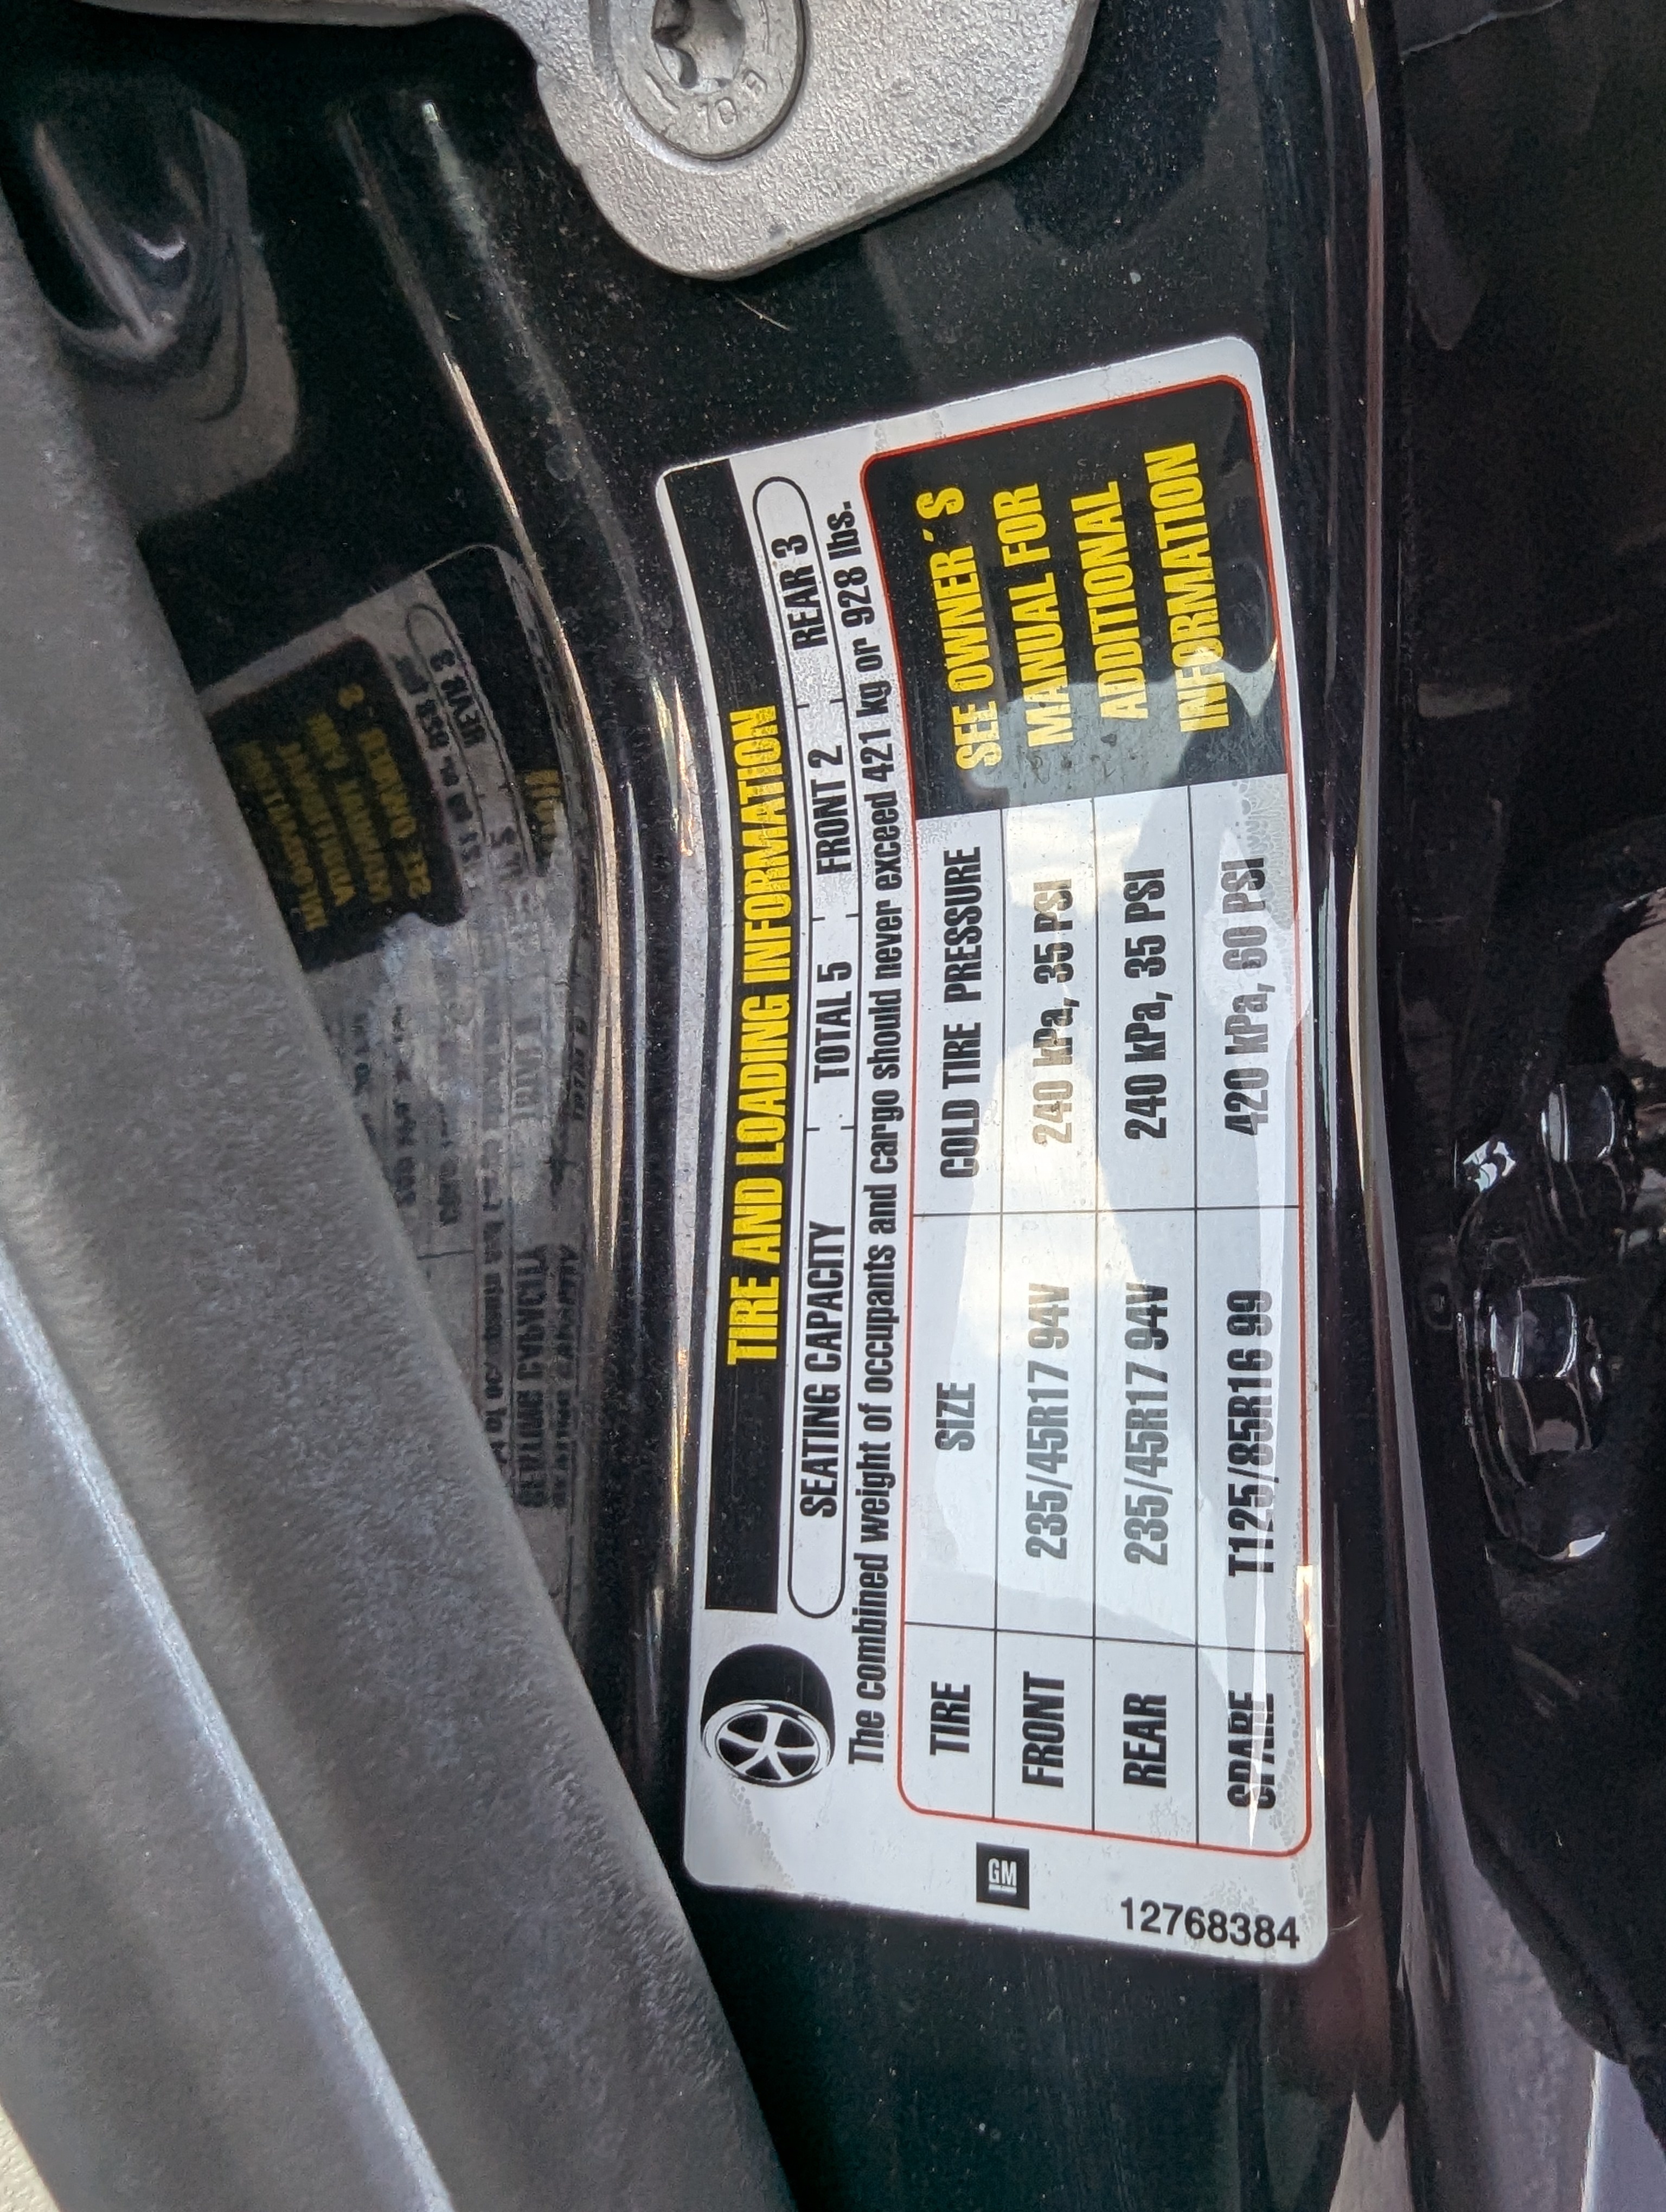 TIRE AND LOADING INFORMATION
SEATING CAPACITY TOTAL 5 FRONT 2 REAR 3
The combined weight of occupants and cargo should never exceed 421 kg or 928 lbs.
TIRE SIZE COLD TIRE PRESSURE
FRONT 235/45R17 94V 240 kPa, 35 PSI
REAR 235/45R17 94V 240 kPa, 35 PSI
SPARE T125/85R16 99 420 kPa, 60 PSI
SEE OWNER´S
MANUAL FOR
ADDITIONAL
INFORMATION
GM
12768384
10.9